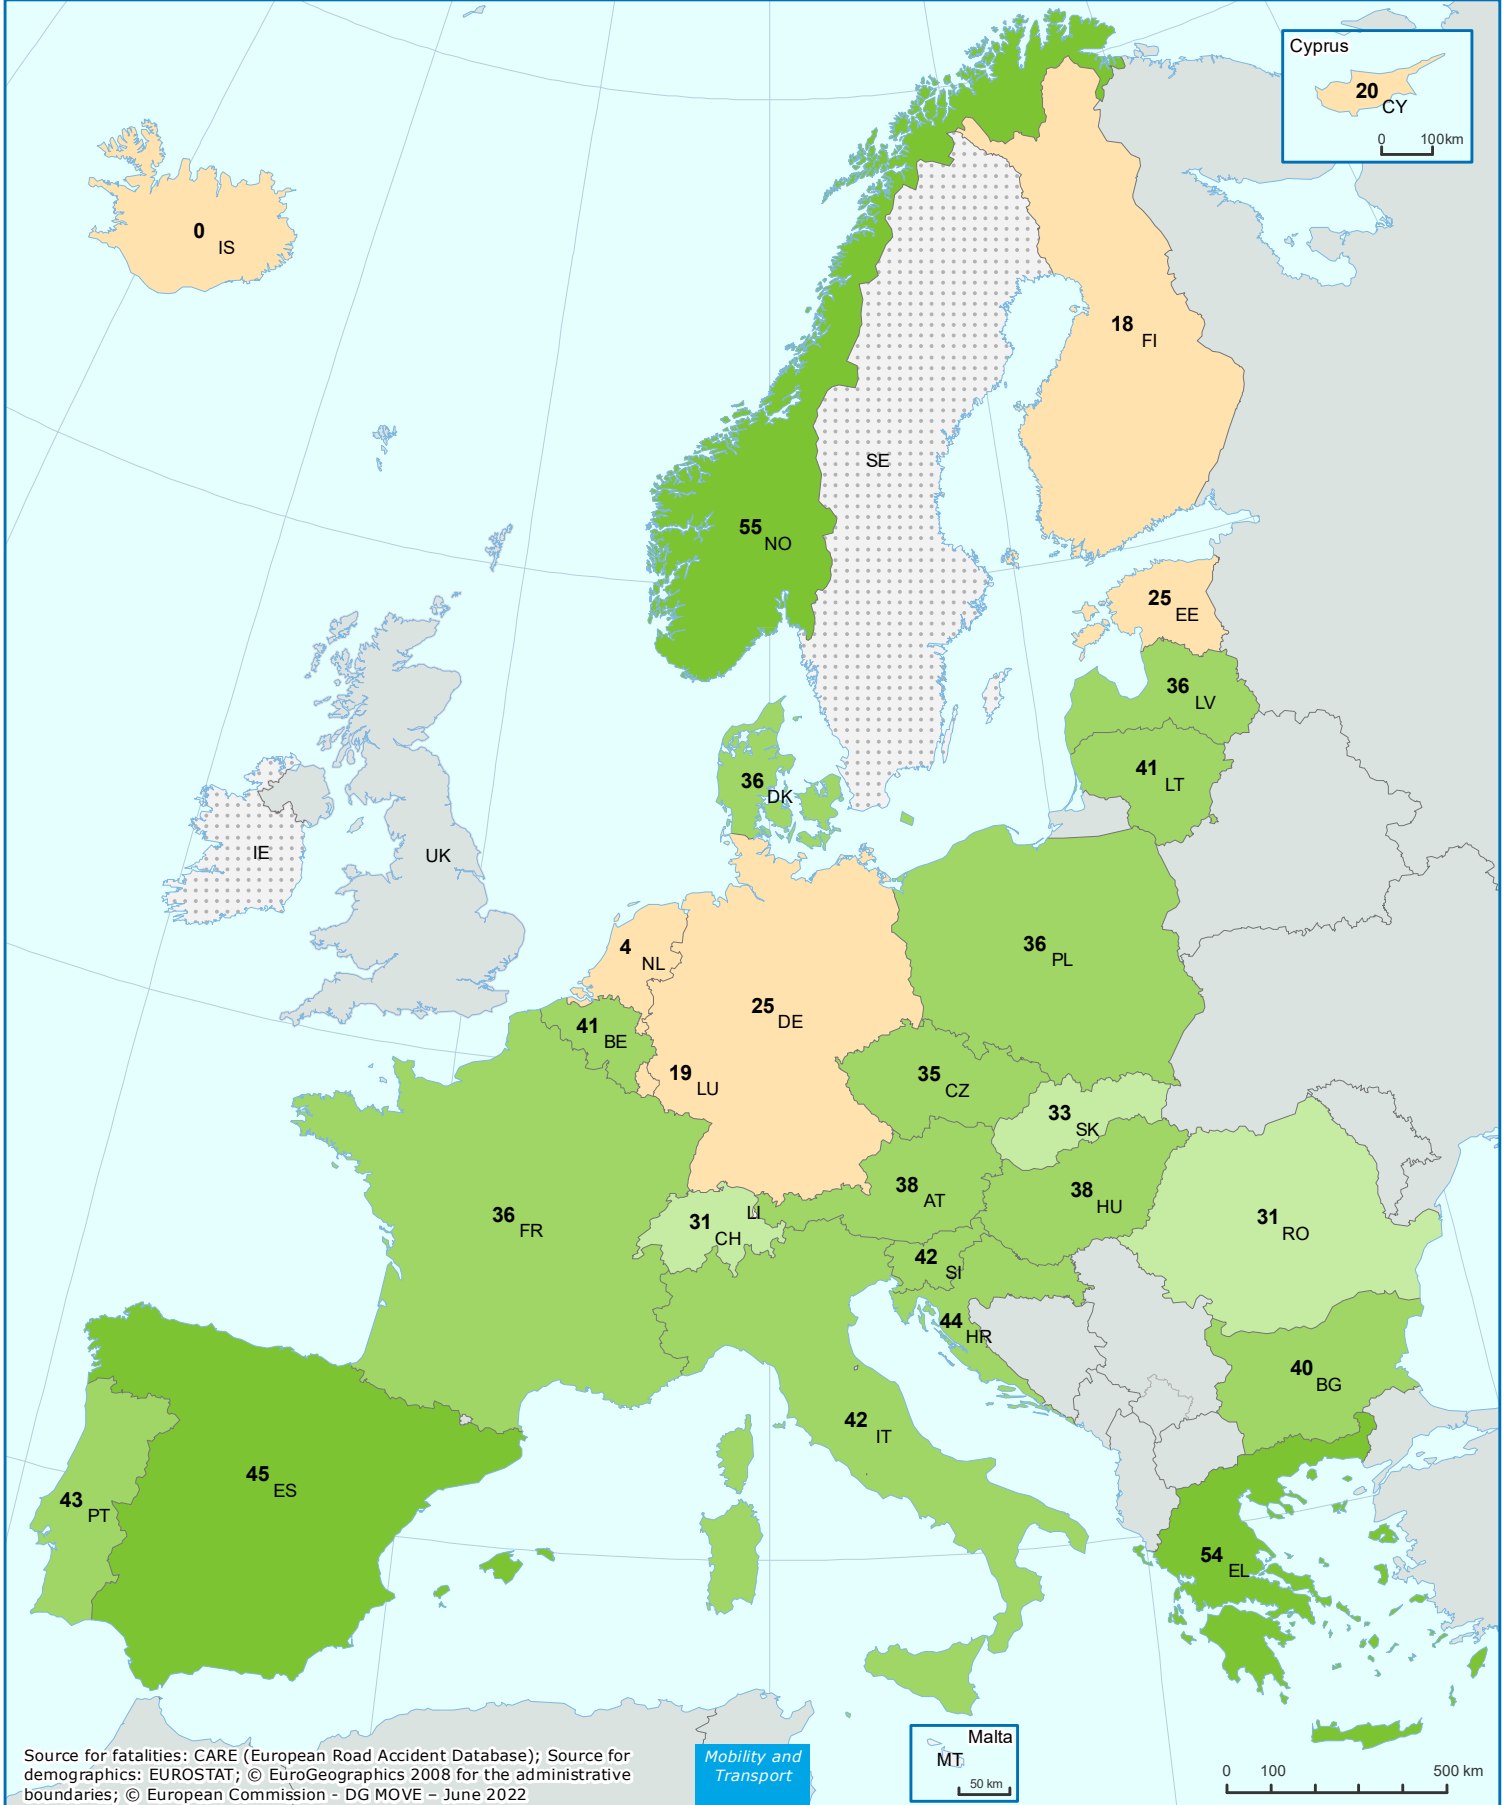 Cyprus
20
CY
0 100km
0
IS
18
FI
SE
55
NO
25
EE
36
LV
41
LT
36
DK
IE
UK
4
NL
36
PL
25
DE
41
BE
19
LU
35
CZ
33
SK
38
AT
38
HU
36
FR
31
CH
LI
31
RO
42
SI
44
HR
40
BG
42
IT
45
ES
43
PT
54
EL
Malta
MT
50 km
Mobility and
Transport
0 100 500 km
Source for fatalities: CARE (European Road Accident Database); Source for
demographics: EUROSTAT; © EuroGeographics 2008 for the administrative
boundaries; © European Commission - DG MOVE – June 2022